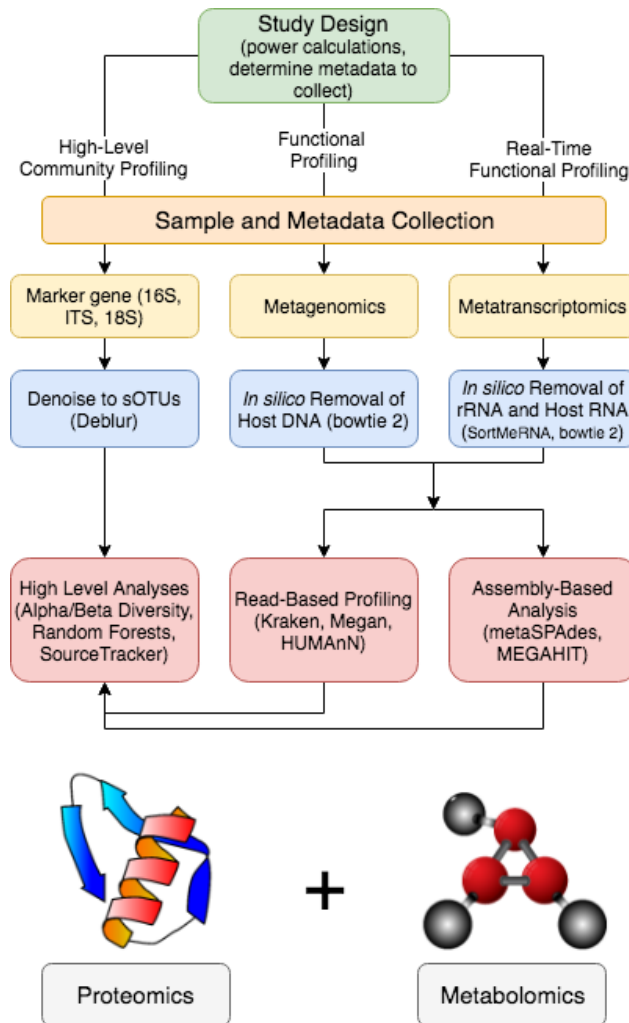 Study Design
(power calculations,
determine metadata to
collect)
High-Level
Community Profiling
Functional
Profiling
Real-Time
Functional Profiling
Sample and Metadata Collection
Marker gene (16S,
ITS, 18S)
Metagenomics
Metatranscriptomics
Denoise to sOTUs
(Deblur)
In silico Removal of
Host DNA (bowtie 2)
In silico Removal of
rRNA and Host RNA
(SortMeRNA, bowtie 2)
High Level Analyses
(Alpha/Beta Diversity,
Random Forests,
SourceTracker)
Read-Based Profiling
(Kraken, Megan,
HUMAnN)
Assembly-Based
Analysis
(metaSPAdes,
MEGAHIT)
+
Proteomics
Metabolomics